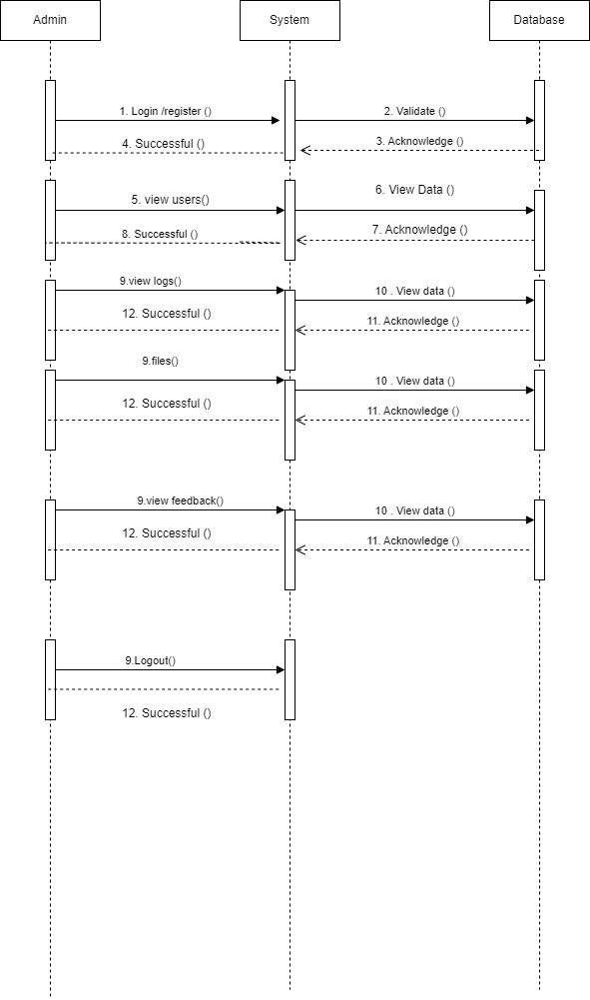 Admin
System
Database
1. Login /register ()
2. Validate ()
3. Acknowledge ()
4. Successful ()
5. view users()
6. View Data ()
7. Acknowledge ()
8. Successful ()
9.view logs()
10 . View data ()
11. Acknowledge ()
12. Successful ()
9.files()
10 . View data ()
11. Acknowledge ()
12. Successful ()
9.view feedback()
10 . View data ()
11. Acknowledge ()
12. Successful ()
9.Logout()
12. Successful ()